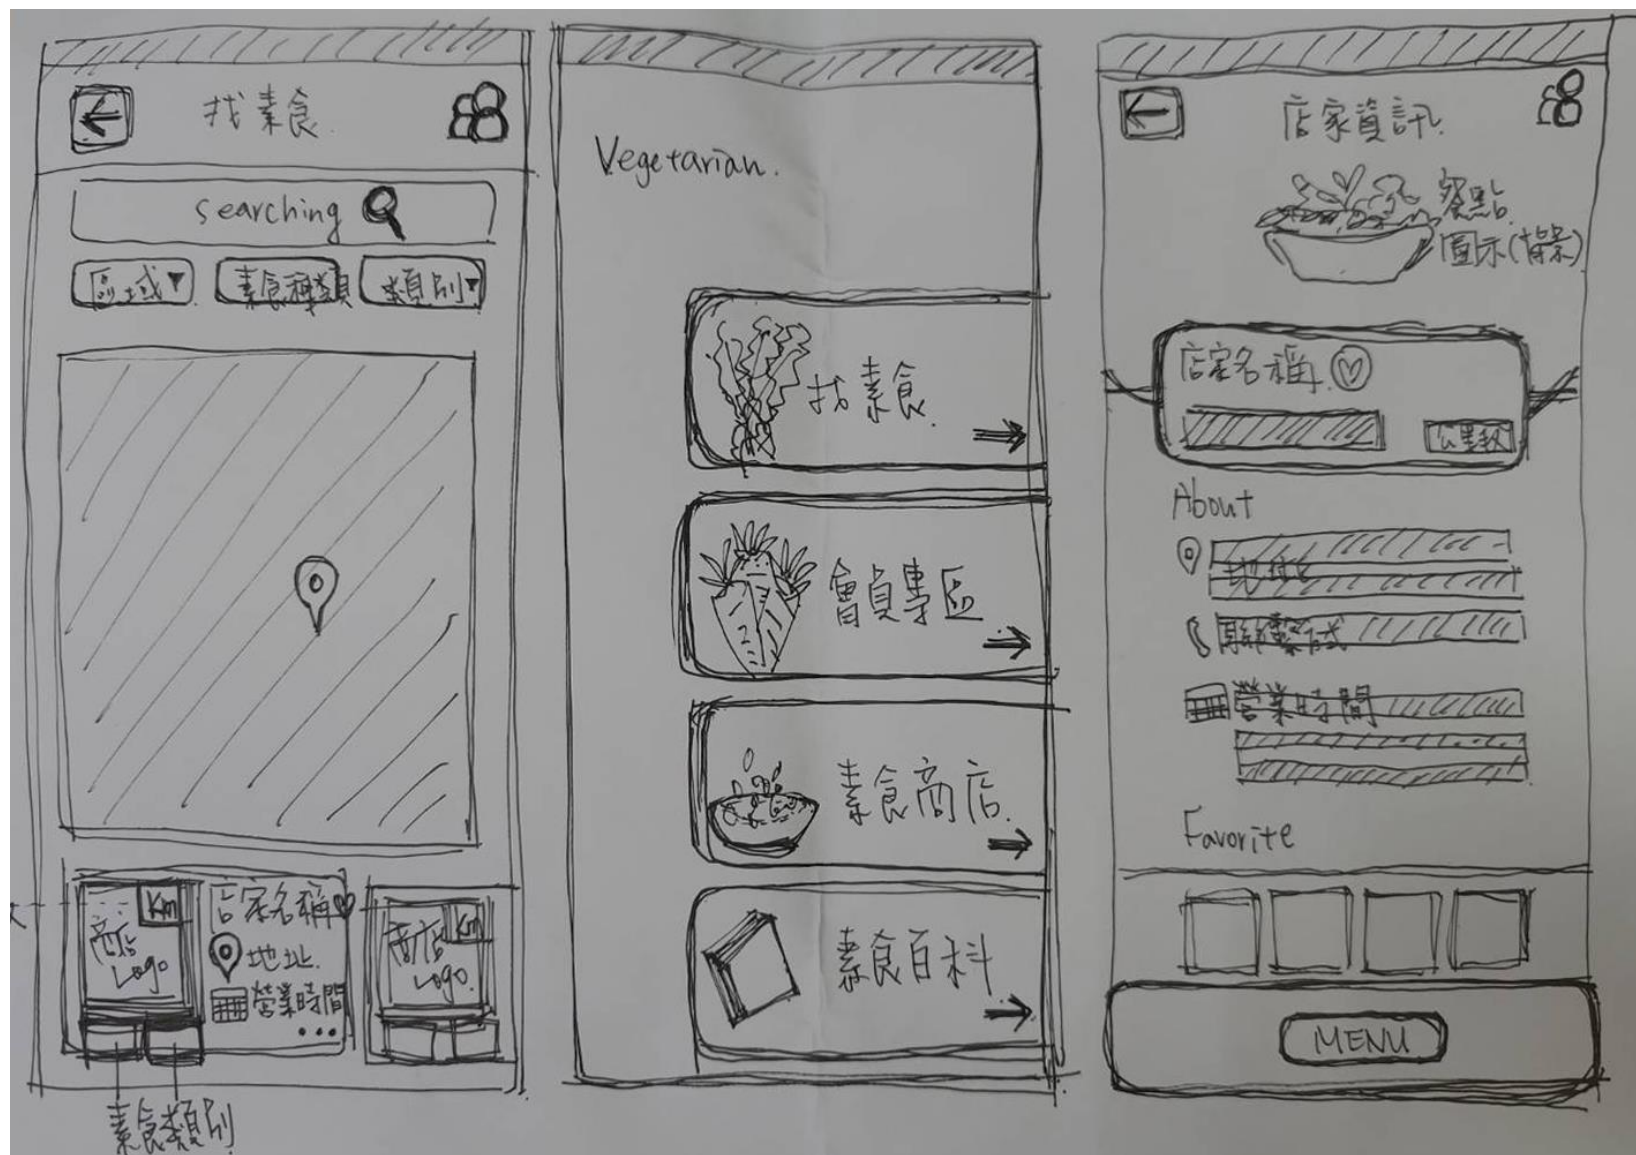 找素食
searching
區域
素食種類
類別
Km
商店
Logo
店家名稱
地址
營業時間
Km
商店
Logo
素食類別
Vegetarian.
找素食
會員專區
素食商店
素食百科
店家資訊
餐點
圖示(背景)
店家名稱
公里數
About
地址
聯繫方式
營業時間
Favorite
MENU